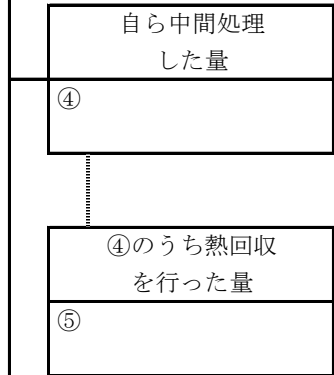 自ら中間処理
した量
④
④のうち熱回収
を行った量
⑤